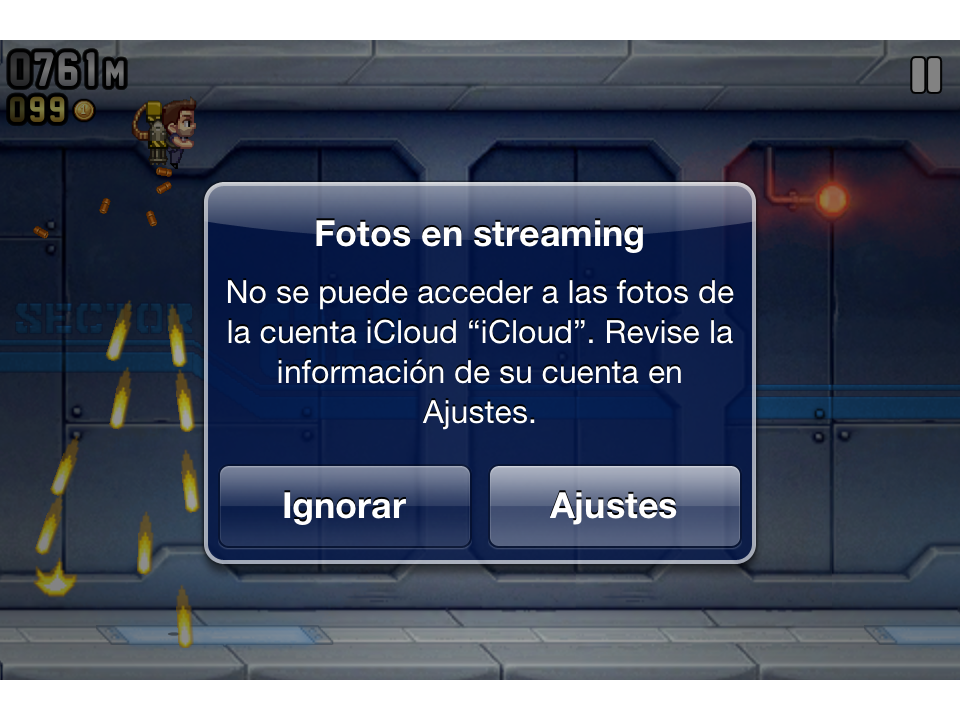 0761M
099
Fotos en streaming
No se puede acceder a las fotos de
la cuenta iCloud “iCloud”. Revise la
información de su cuenta en
Ajustes.
SECTOR
Ignorar
Ajustes